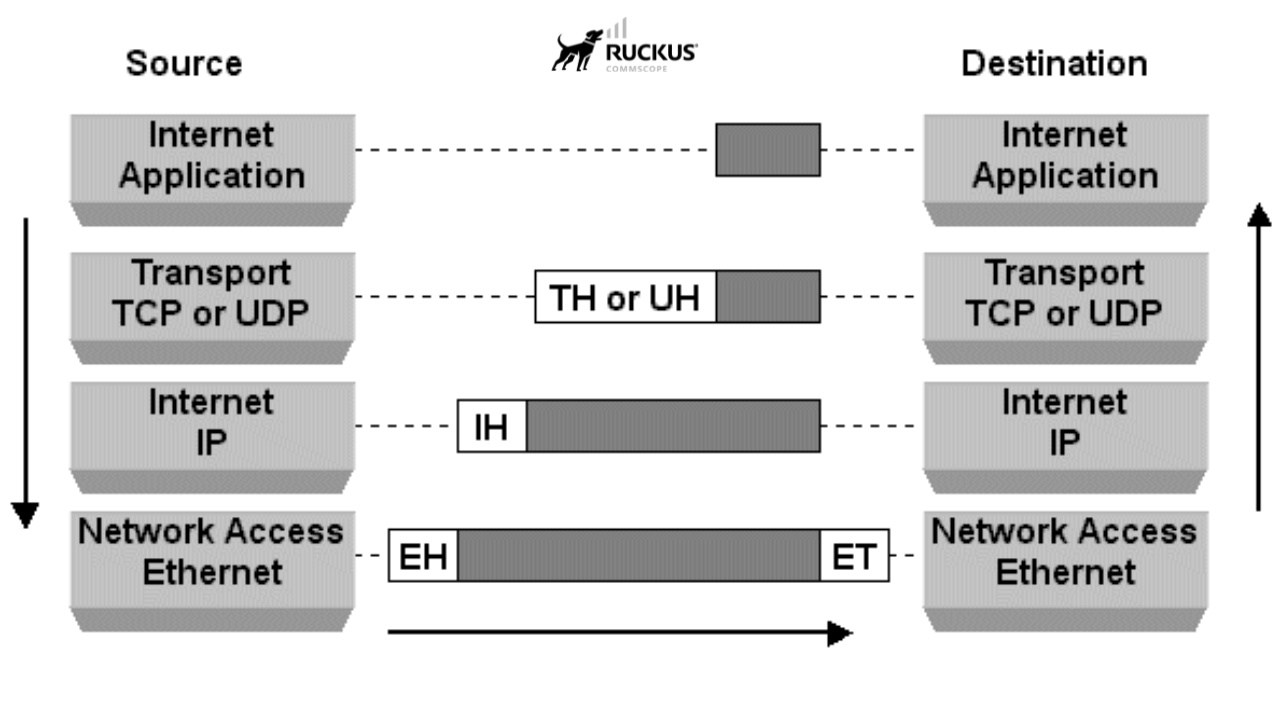 RUCKUS
COMMSCOPE
Source
Destination
Internet
Application
Internet
Application
Transport
TCP or UDP
TH or UH
Transport
TCP or UDP
Internet
IP
IH
Internet
IP
Network Access
Ethernet
EH
ET
Network Access
Ethernet